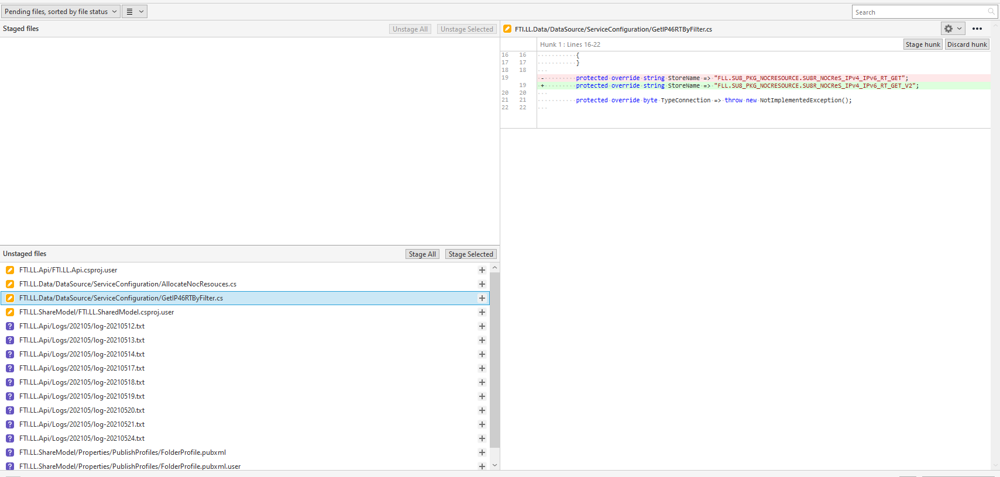 Pending files, sorted by file status
Search
Staged files
Unstage All
Unstage Selected
FTI.LL.Data/DataSource/ServiceConfiguration/GetIP46RTByFilter.cs
Hunk 1 : Lines 16-22
Stage hunk
Discard hunk
16 16 {
17 17 }
18 18
19 - protected override string StoreName => "FLL.SU8_PKG_NOCRESOURCE.SU8R_NOCReS_IPv4_IPv6_RT_GET";
19 + protected override string StoreName => "FLL.SU8_PKG_NOCRESOURCE.SU8R_NOCReS_IPv4_IPv6_RT_GET_V2";
20 20
21 21 protected override byte TypeConnection => throw new NotImplementedException();
22 22
Unstaged files
Stage All
Stage Selected
FTI.LL.Api/FTI.LL.Api.csproj.user
FTI.LL.Data/DataSource/ServiceConfiguration/AllocateNocResouces.cs
FTI.LL.Data/DataSource/ServiceConfiguration/GetIP46RTByFilter.cs
FTI.LL.ShareModel/FTI.LL.SharedModel.csproj.user
FTI.LL.Api/Logs/202105/log-20210512.txt
FTI.LL.Api/Logs/202105/log-20210513.txt
FTI.LL.Api/Logs/202105/log-20210514.txt
FTI.LL.Api/Logs/202105/log-20210517.txt
FTI.LL.Api/Logs/202105/log-20210518.txt
FTI.LL.Api/Logs/202105/log-20210519.txt
FTI.LL.Api/Logs/202105/log-20210520.txt
FTI.LL.Api/Logs/202105/log-20210521.txt
FTI.LL.Api/Logs/202105/log-20210524.txt
FTI.LL.ShareModel/Properties/PublishProfiles/FolderProfile.pubxml
FTI.LL.ShareModel/Properties/PublishProfiles/FolderProfile.pubxml.user